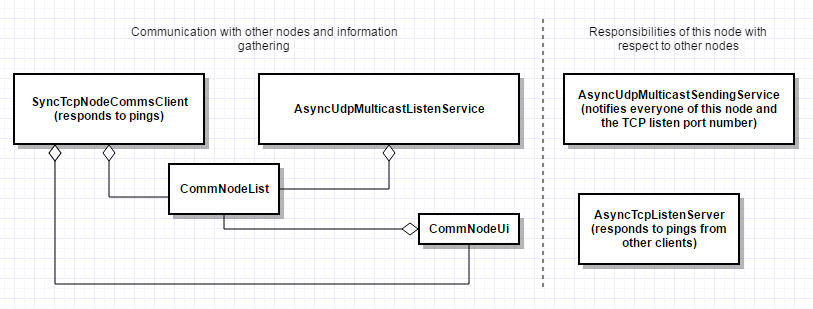 Communication with other nodes and information
gathering
Responsibilities of this node with
respect to other nodes
SyncTcpNodeCommsClient
(responds to pings)
AsyncUdpMulticastListenService
AsyncUdpMulticastSendingService
(notifies everyone of this node and
the TCP listen port number)
CommNodeList
CommNodeUi
AsyncTcpListenServer
(responds to pings from
other clients)